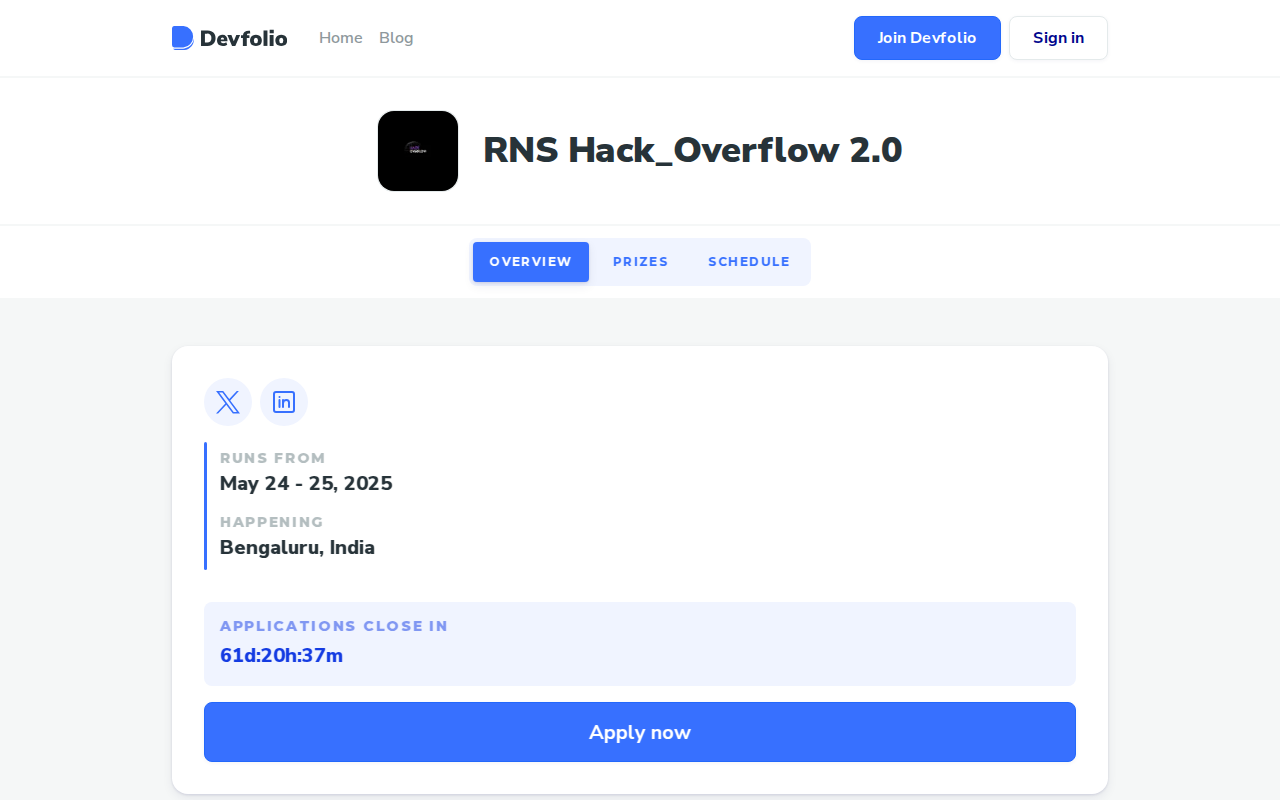 Devfolio
Home
Blog
Join Devfolio
Sign in
RNS Hack_Overflow 2.0
OVERVIEW
PRIZES
SCHEDULE
RUNS FROM
May 24 - 25, 2025
HAPPENING
Bengaluru, India
APPLICATIONS CLOSE IN
61d:20h:37m
Apply now